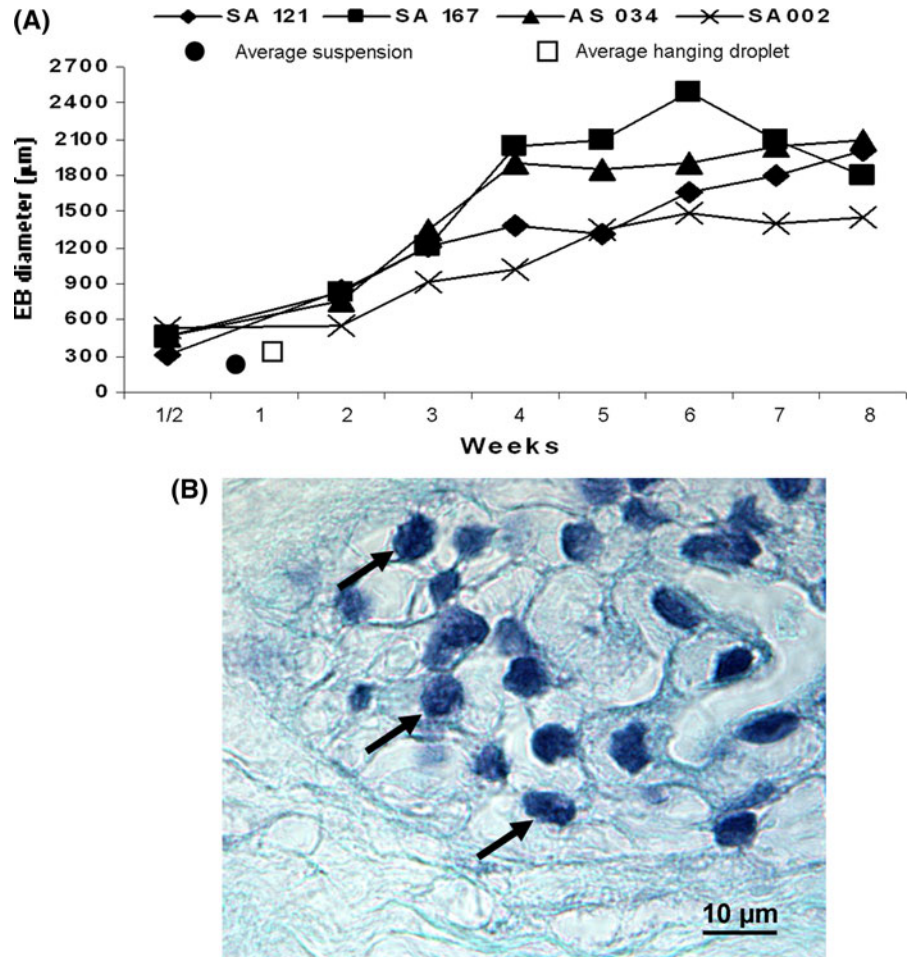 (A) SA 121 SA 167 AS 034 SA002
Average suspension Average hanging droplet
EB diameter (µm)
2700
2400
2100
1800
1500
1200
900
600
300
0
1/2 1 2 3 4 5 6 7 8
Weeks
(B)
10 µm